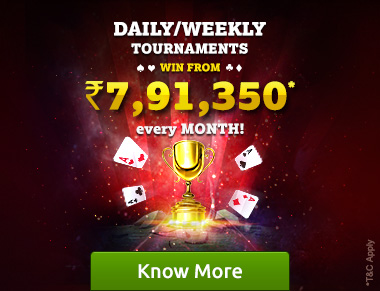 DAILY/WEEKLY
TOURNAMENTS
♠ ♥ WIN FROM ♣ ♦
₹7,91,350*
every MONTH!
Know More
*T&C Apply